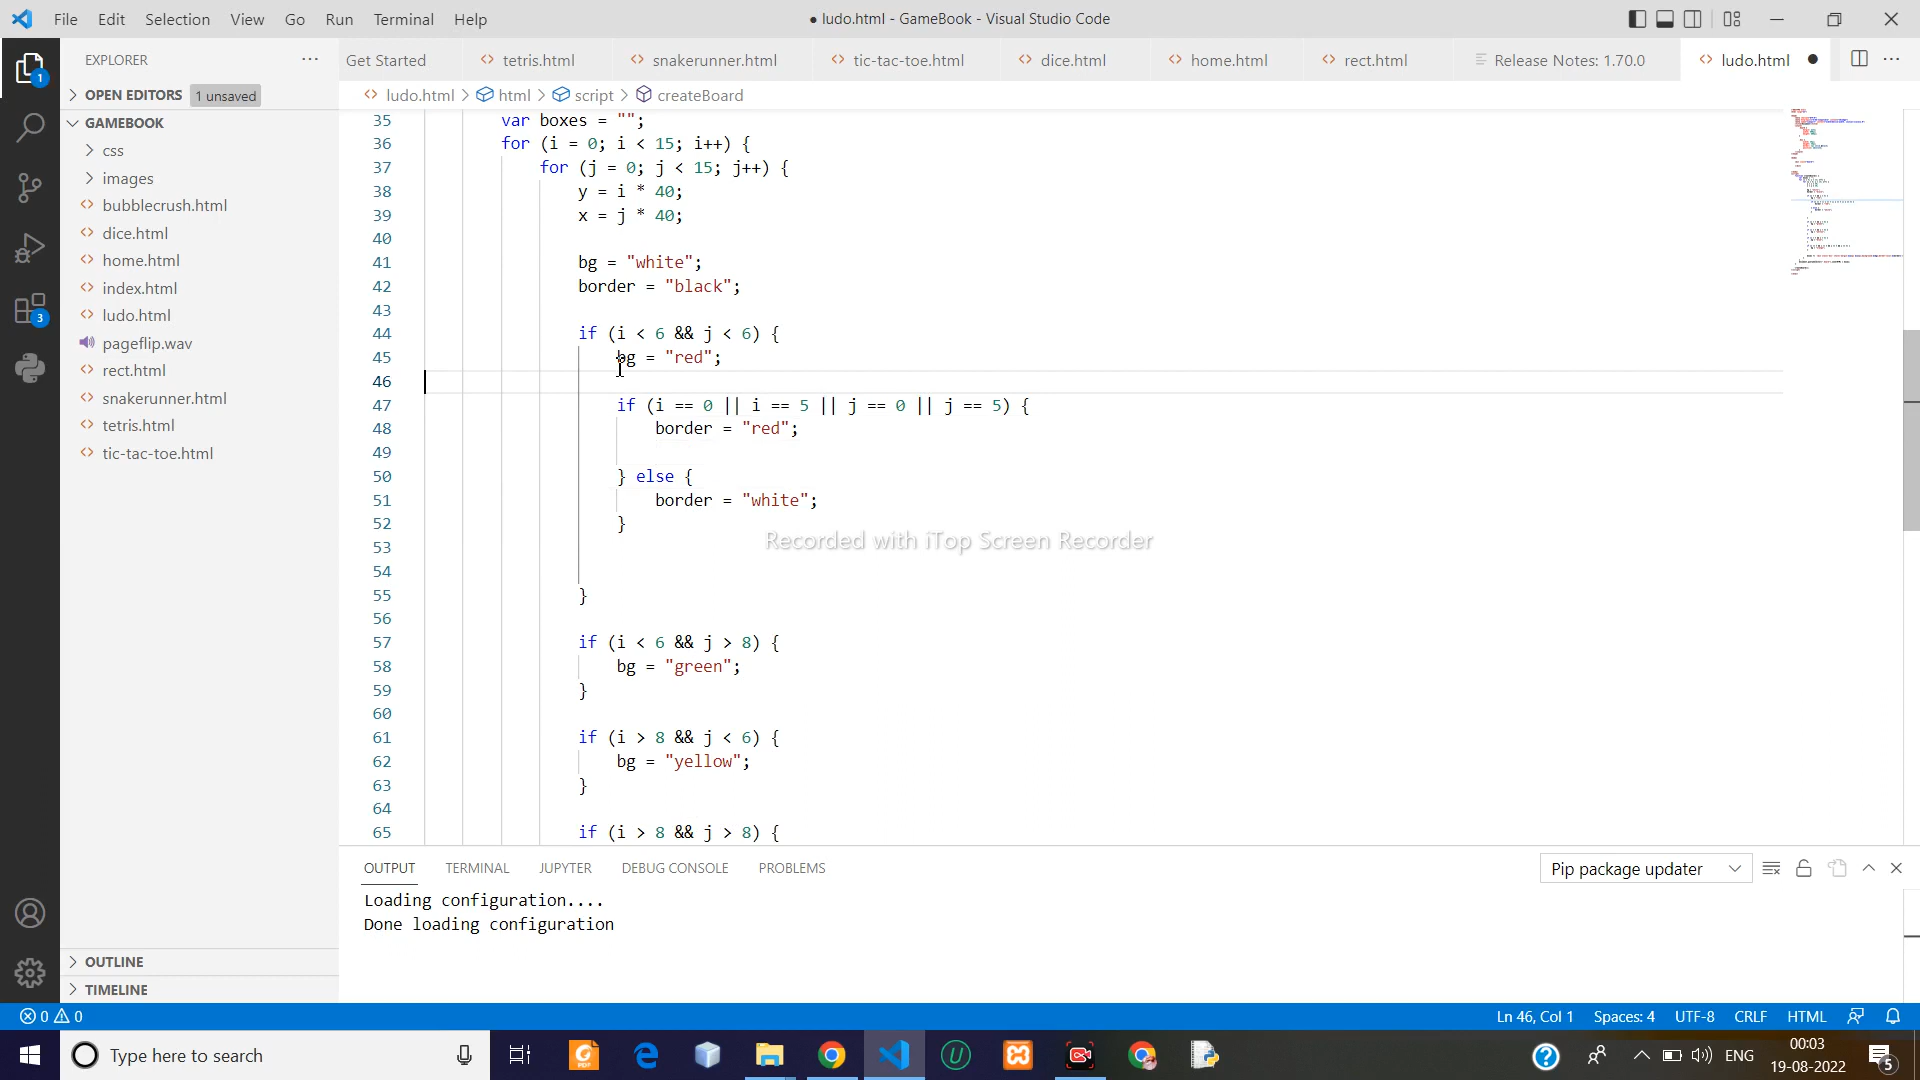 File Edit Selection View Go Run Terminal Help
● ludo.html - GameBook - Visual Studio Code
EXPLORER
Get Started tetris.html snakerunner.html tic-tac-toe.html dice.html home.html rect.html Release Notes: 1.70.0 ludo.html
OPEN EDITORS 1 unsaved
ludo.html > html > script > createBoard
GAMEBOOK
css
images
bubblecrush.html
dice.html
home.html
index.html
ludo.html
pageflip.wav
rect.html
snakerunner.html
tetris.html
tic-tac-toe.html
OUTLINE
TIMELINE
1
3
35 var boxes = "";
36 for (i = 0; i < 15; i++) {
37 for (j = 0; j < 15; j++) {
38 y = i * 40;
39 x = j * 40;
40
41 bg = "white";
42 border = "black";
43
44 if (i < 6 && j < 6) {
45 bg = "red";
46
47 if (i == 0 || i == 5 || j == 0 || j == 5) {
48 border = "red";
49
50 } else {
51 border = "white";
52 }
53
54
55 }
56
57 if (i < 6 && j > 8) {
58 bg = "green";
59 }
60
61 if (i > 8 && j < 6) {
62 bg = "yellow";
63 }
64
65 if (i > 8 && j > 8) {
Recorded with iTop Screen Recorder
OUTPUT TERMINAL JUPYTER DEBUG CONSOLE PROBLEMS
Pip package updater
Loading configuration....
Done loading configuration
0 0
Ln 46, Col 1 Spaces: 4 UTF-8 CRLF HTML
Type here to search
ENG
00:03
19-08-2022
5